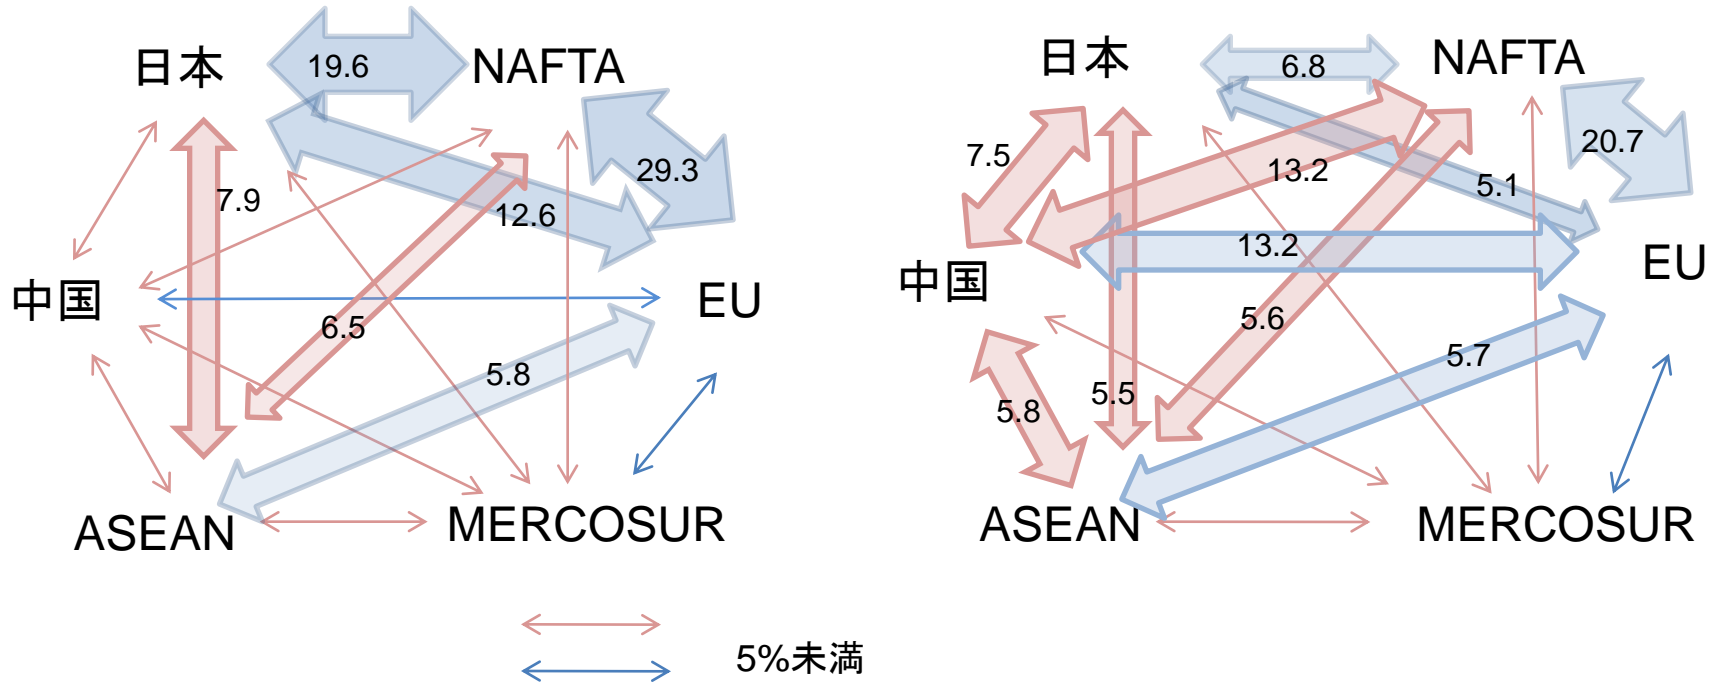 日本
19.6
NAFTA
29.3
7.9
12.6
中国
6.5
EU
5.8
ASEAN
MERCOSUR
日本
6.8
NAFTA
7.5
13.2
20.7
5.1
13.2
中国
EU
5.6
5.7
5.5
5.8
ASEAN
MERCOSUR
5%未満